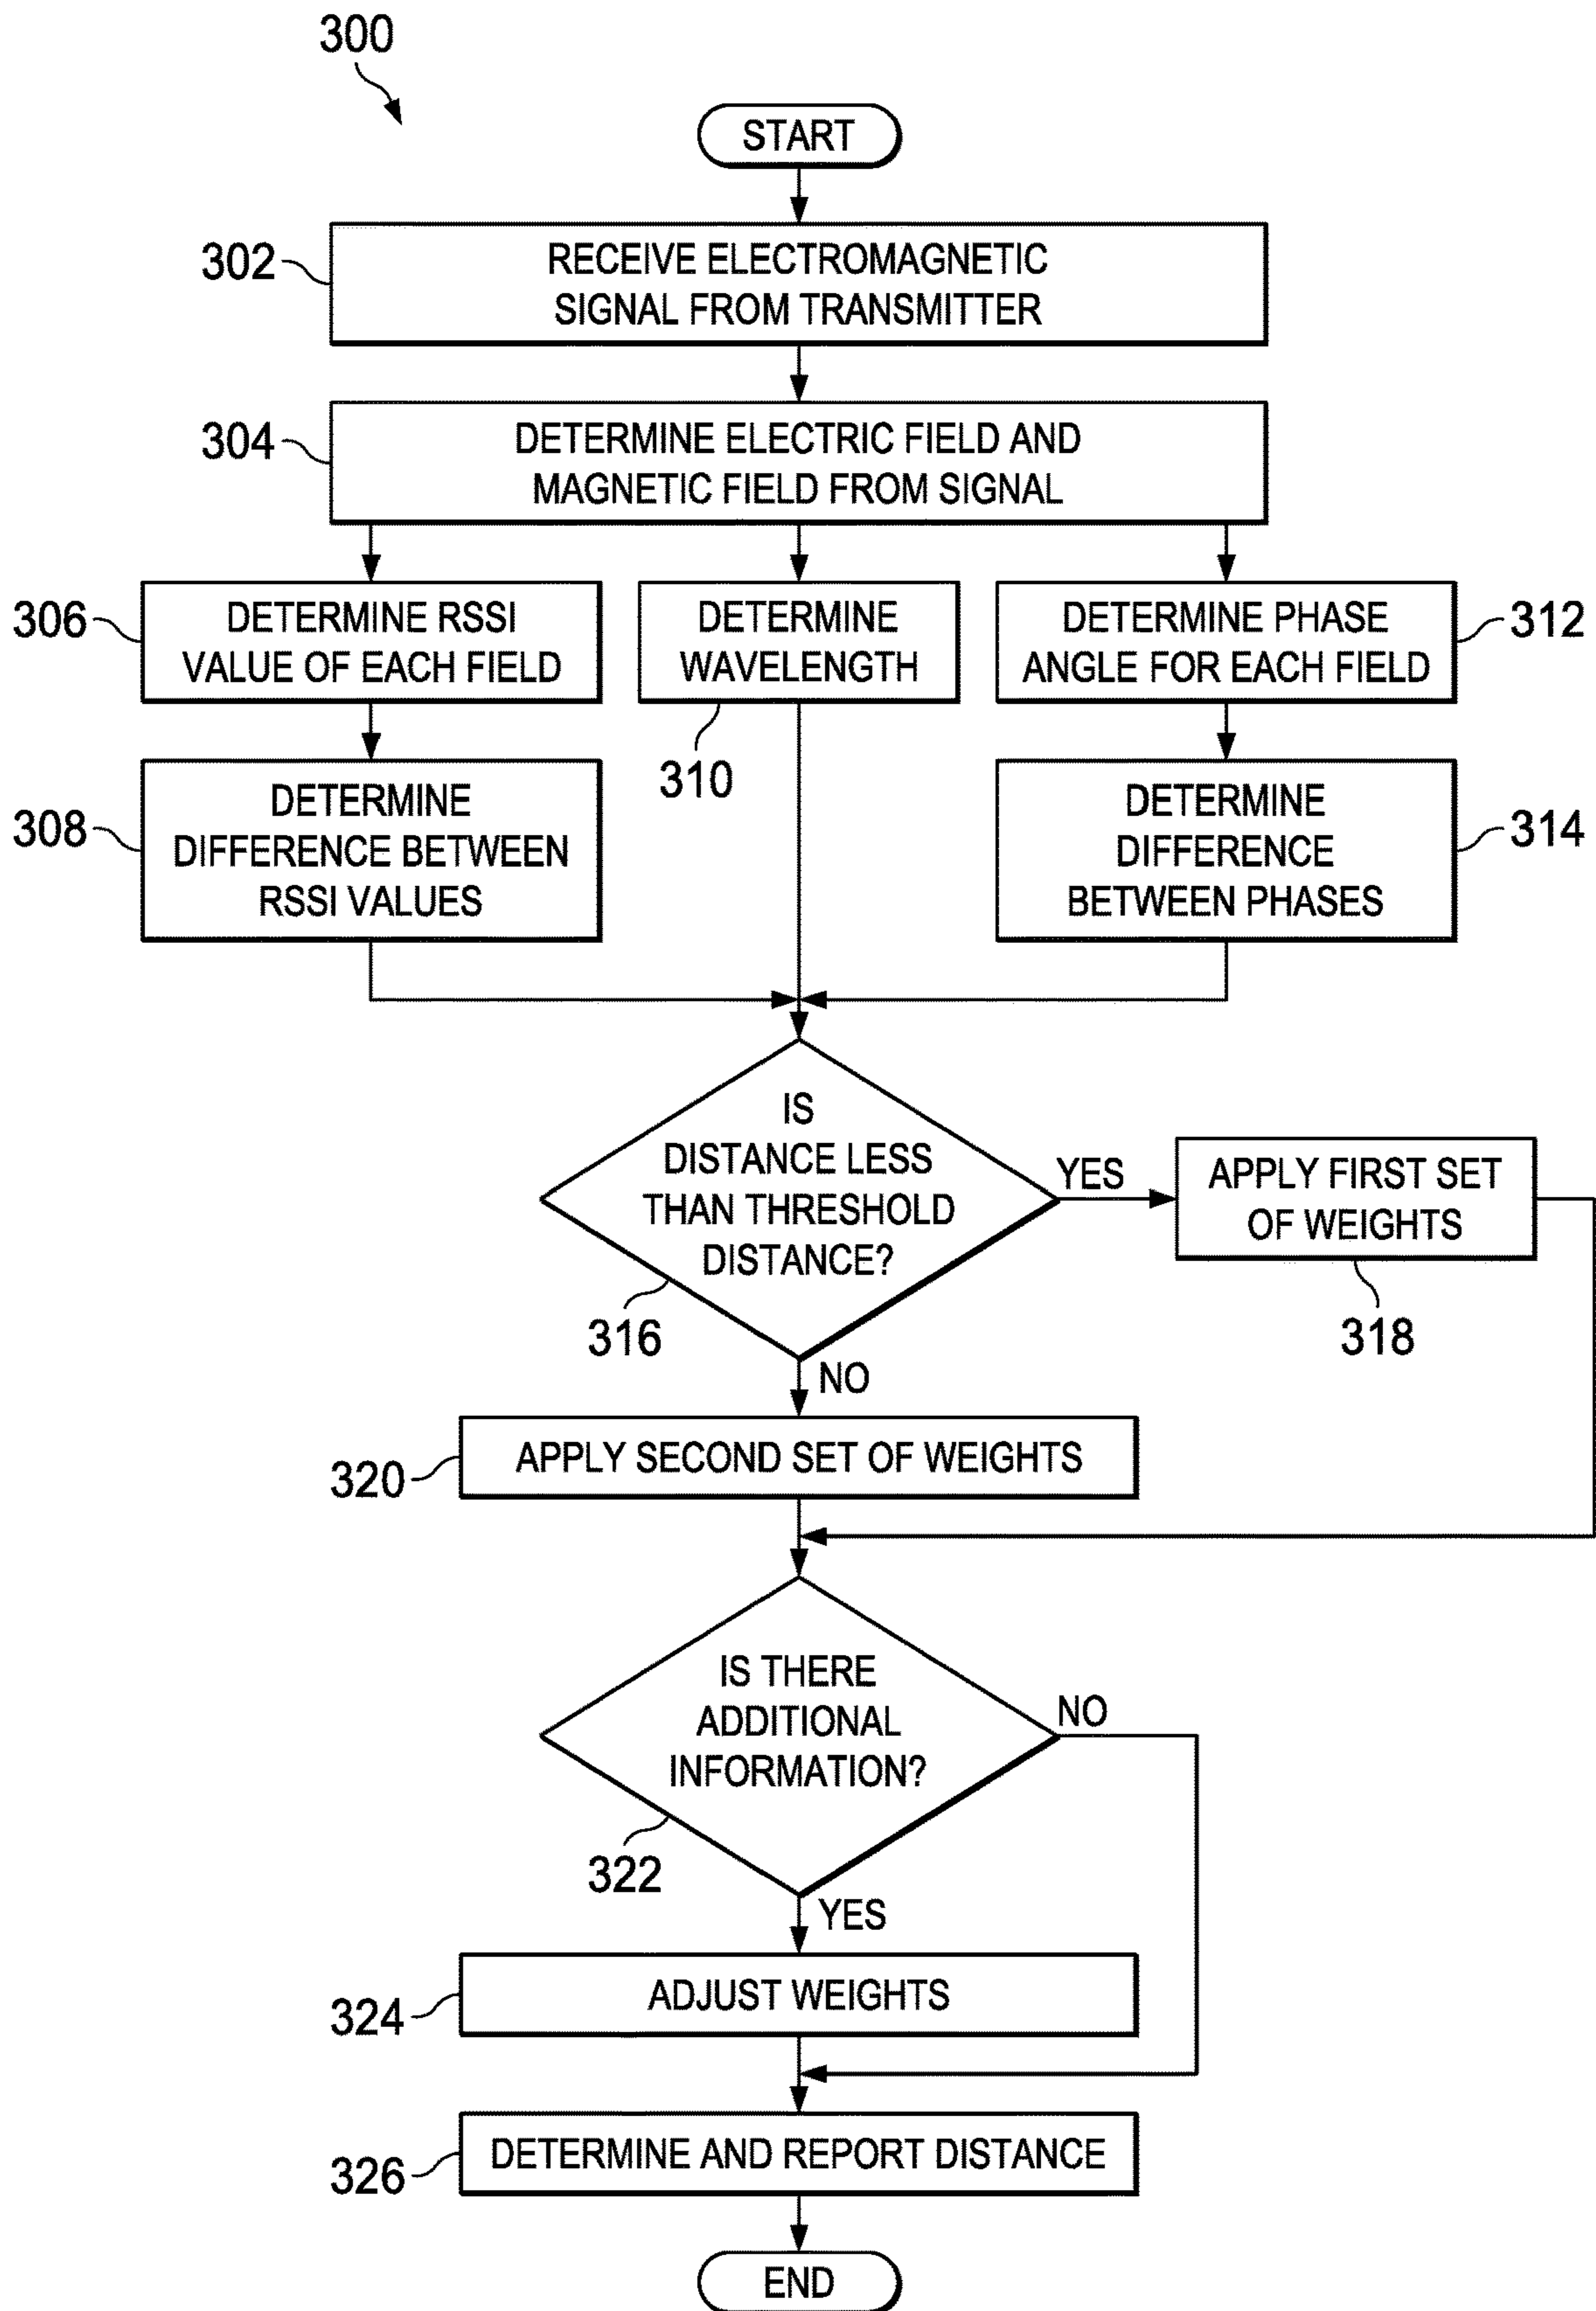 300
START
302
RECEIVE ELECTROMAGNETIC
SIGNAL FROM TRANSMITTER
304
DETERMINE ELECTRIC FIELD AND
MAGNETIC FIELD FROM SIGNAL
306
DETERMINE RSSI
VALUE OF EACH FIELD
DETERMINE
WAVELENGTH
310
DETERMINE PHASE
ANGLE FOR EACH FIELD
312
308
DETERMINE
DIFFERENCE BETWEEN
RSSI VALUES
DETERMINE
DIFFERENCE
BETWEEN PHASES
314
IS
DISTANCE LESS
THAN THRESHOLD
DISTANCE?
316
YES
APPLY FIRST SET
OF WEIGHTS
318
NO
320
APPLY SECOND SET OF WEIGHTS
IS THERE
ADDITIONAL
INFORMATION?
322
NO
YES
324
ADJUST WEIGHTS
326
DETERMINE AND REPORT DISTANCE
END